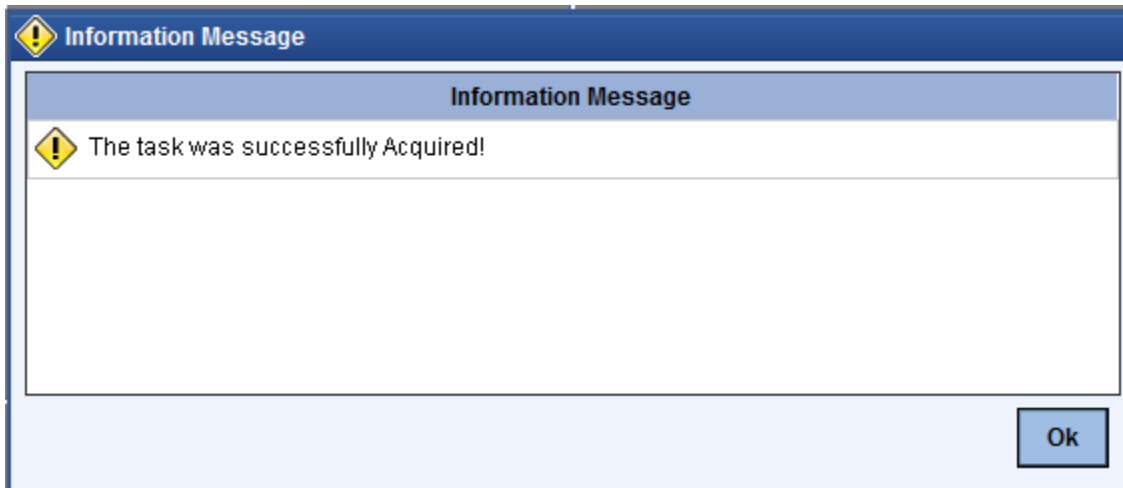 Information Message
Information Message
The task was successfully Acquired!
Ok